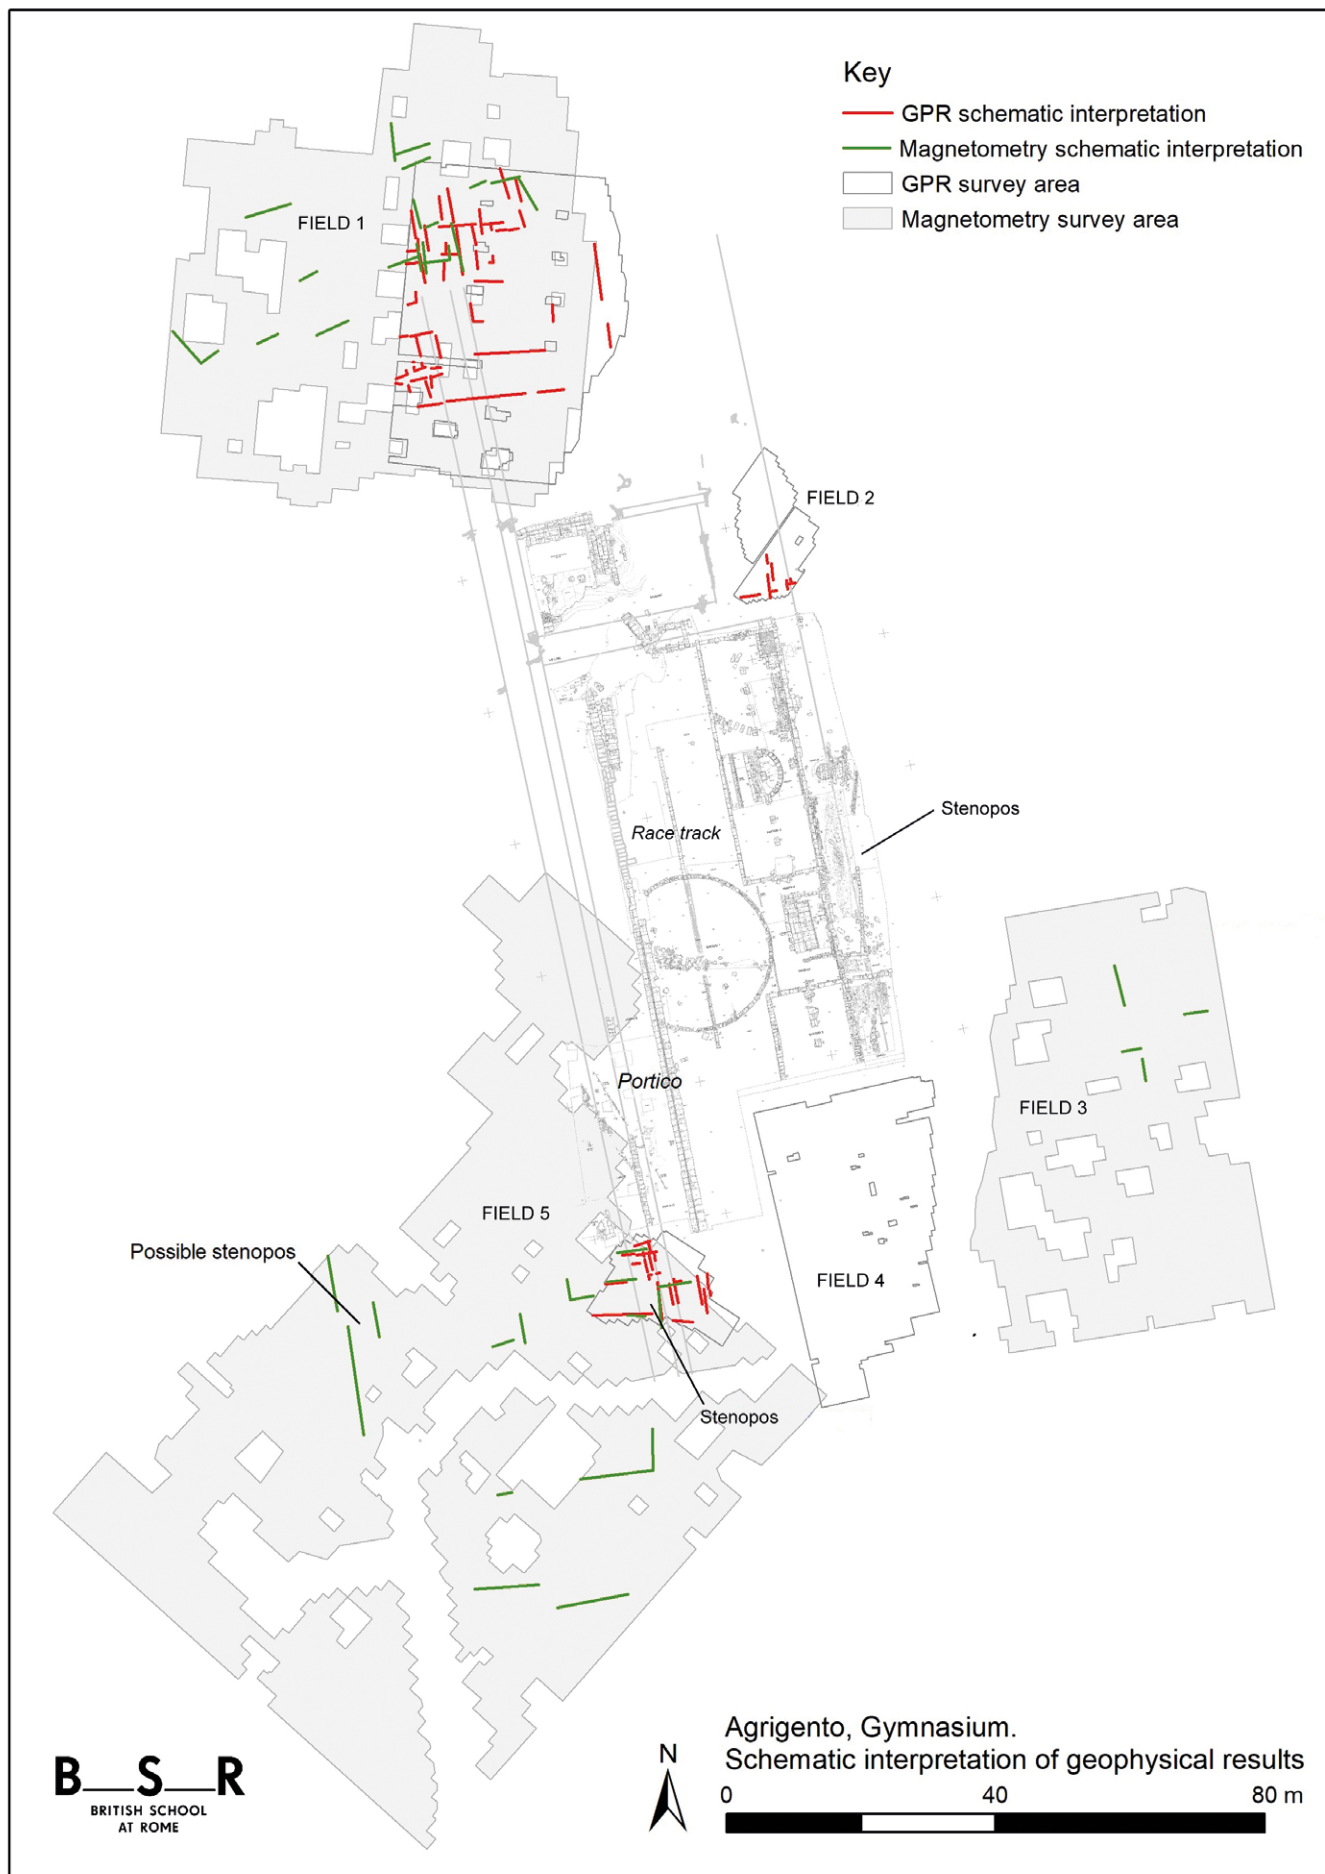 Key
GPR schematic interpretation
Magnetometry schematic interpretation
GPR survey area
Magnetometry survey area
FIELD 1
FIELD 2
Stenopos
Race track
Portico
FIELD 3
FIELD 5
Possible stenopos
FIELD 4
Stenopos
Agrigento, Gymnasium.
Schematic interpretation of geophysical results
N
0 40 80 m
B__S__R
BRITISH SCHOOL
AT ROME